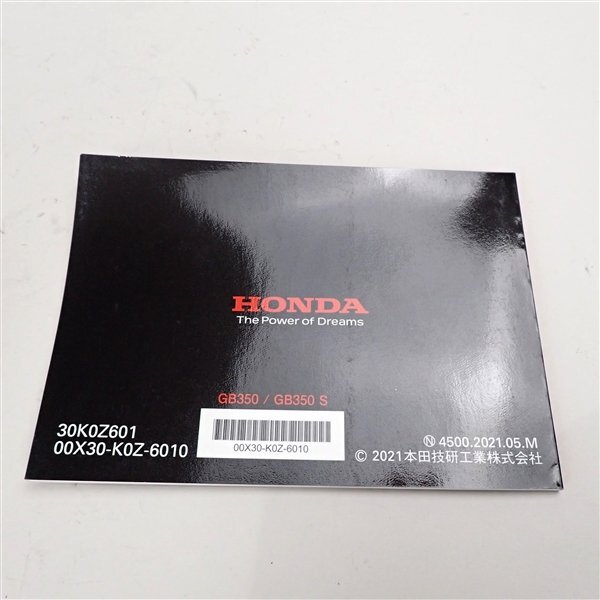 HONDA
The Power of Dreams
GB350 / GB350 S
30K0Z601
00X30-K0Z-6010
00X30-K0Z-6010
Ⓝ 4500.2021.05.M
© 2021本田技研工業株式会社